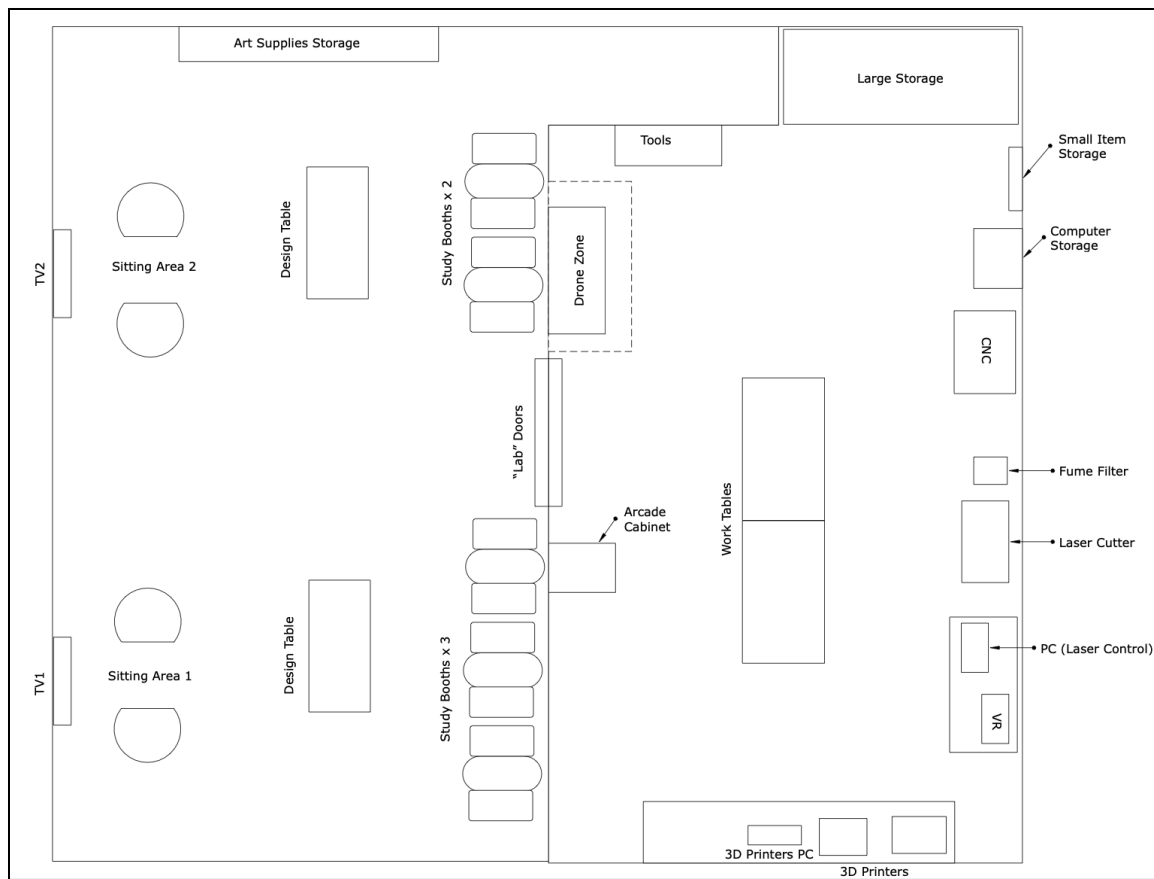 Art Supplies Storage
Large Storage
Tools
Small Item
Storage
Study Booths x 2
Design Table
Drone Zone
Computer
Storage
TV2
Sitting Area 2
CNC
"Lab" Doors
Fume Filter
Arcade
Cabinet
Work Tables
Laser Cutter
Design Table
Study Booths x 3
TV1
Sitting Area 1
PC (Laser Control)
VR
3D Printers PC
3D Printers